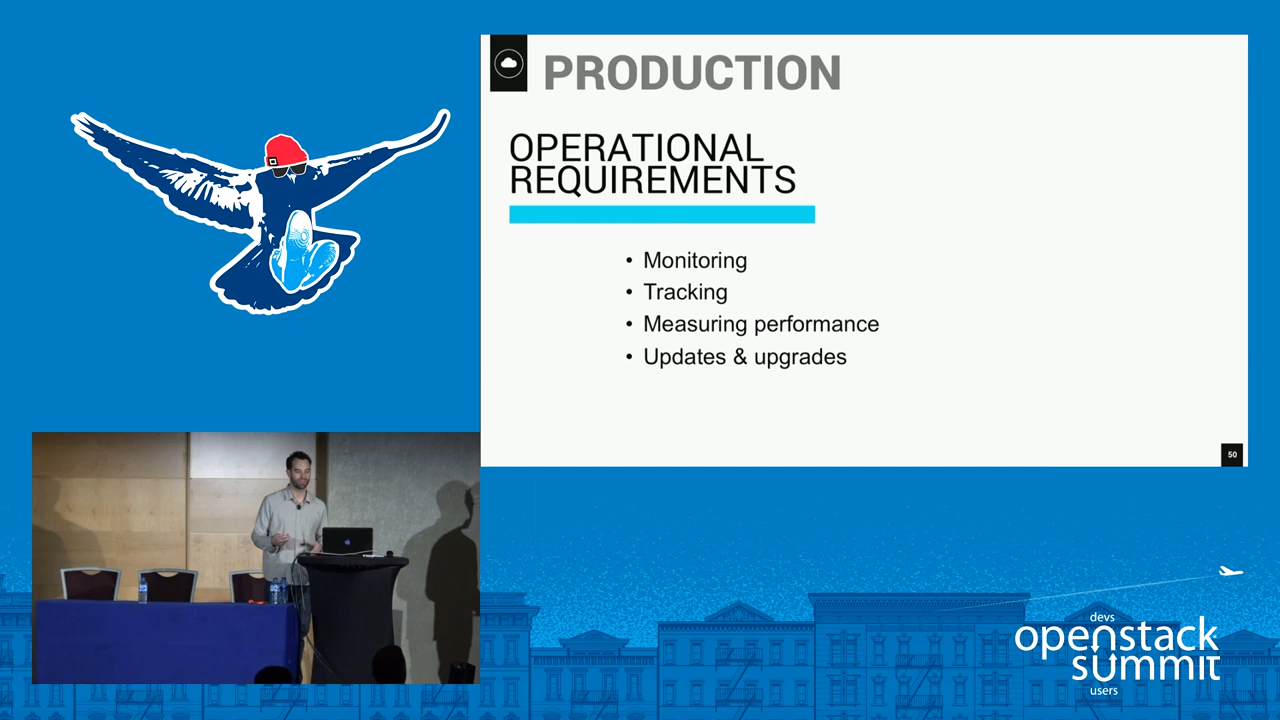 PRODUCTION
OPERATIONAL
REQUIREMENTS
• Monitoring
• Tracking
• Measuring performance
• Updates & upgrades
50
devs
openstack
summit
users